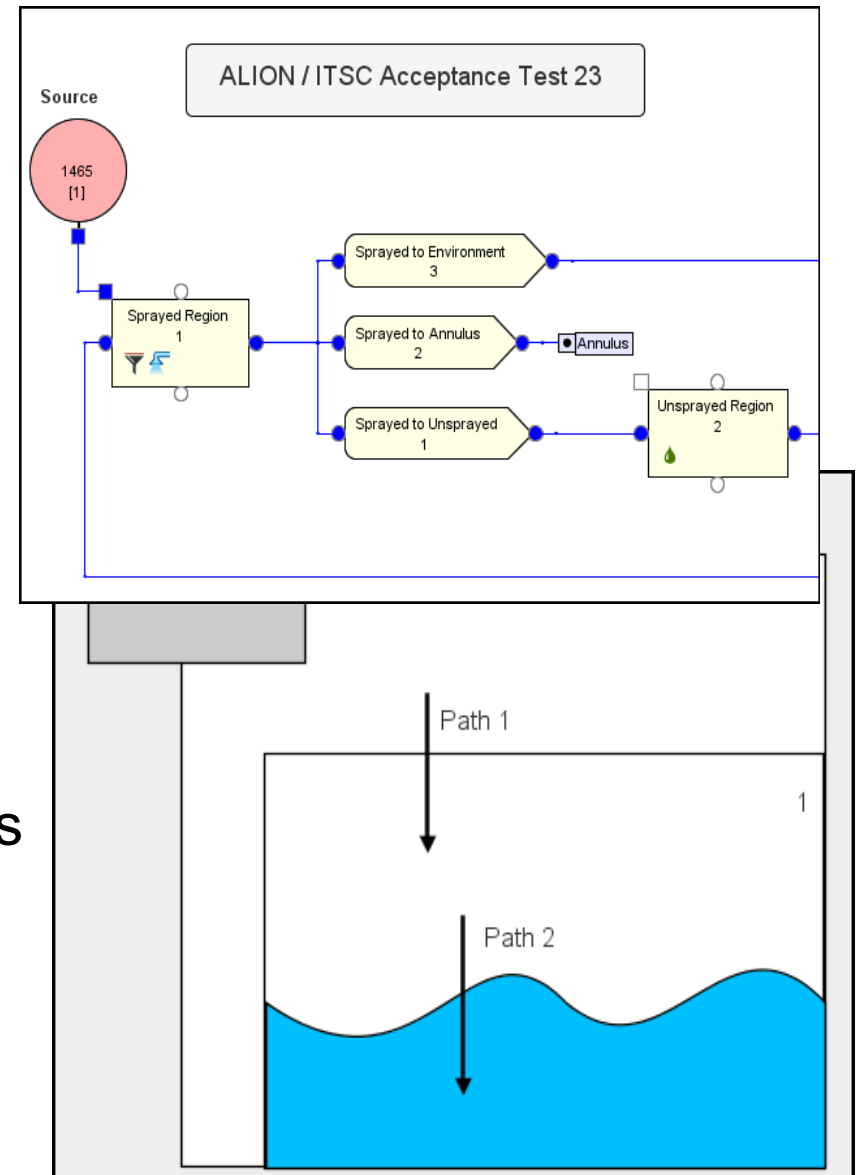 ALION / ITSC Acceptance Test 23
Source
1465
[1]
Sprayed Region
1
Sprayed to Environment
3
Sprayed to Annulus
2
Annulus
Sprayed to Unsprayed
1
Unsprayed Region
2
Path 1
1
s
Path 2